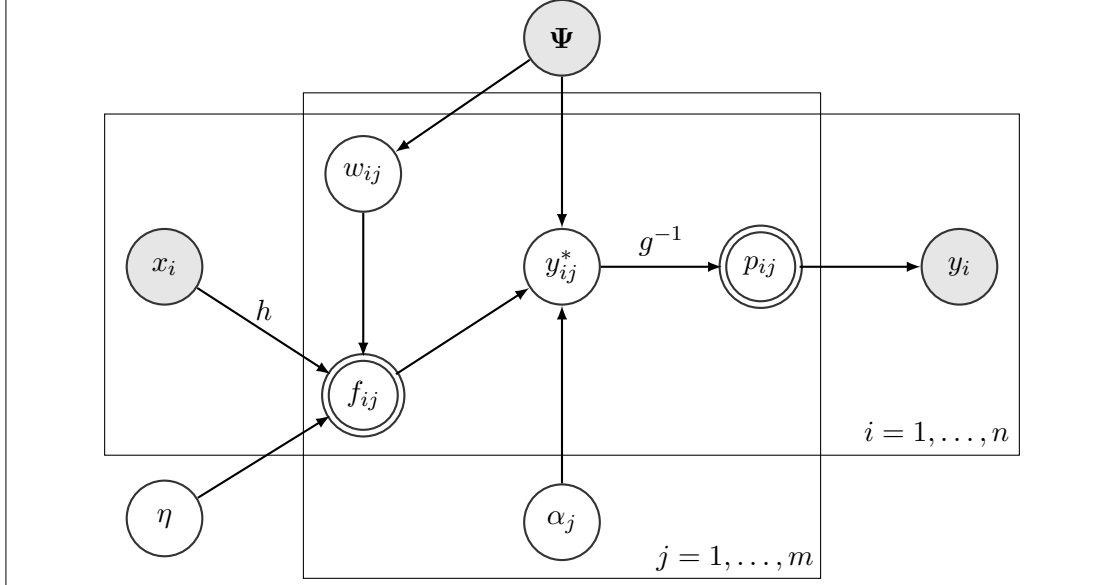 Ψ
w_{ij}
x_i
h
y^*_{ij}
g^{-1}
p_{ij}
y_i
f_{ij}
i = 1, . . . , n
η
α_j
j = 1, . . . , m